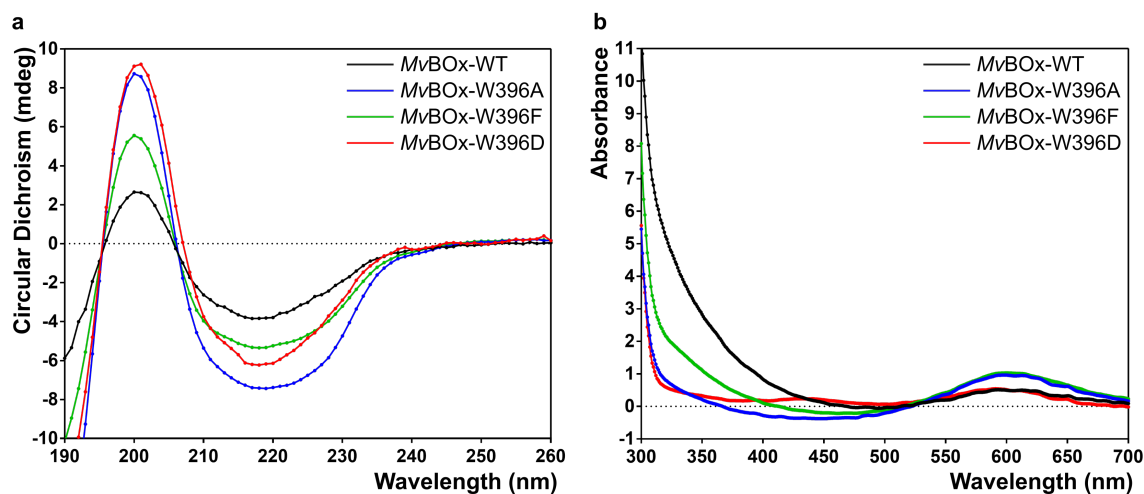 a
Circular Dichroism (mdeg)
10
8
6
4
2
0
-2
-4
-6
-8
-10
MvBOx-WT
MvBOx-W396A
MvBOx-W396F
MvBOx-W396D
190 200 210 220 230 240 250 260
Wavelength (nm)
b
Absorbance
11
10
9
8
7
6
5
4
3
2
1
0
-1
MvBOx-WT
MvBOx-W396A
MvBOx-W396F
MvBOx-W396D
300 350 400 450 500 550 600 650 700
Wavelength (nm)